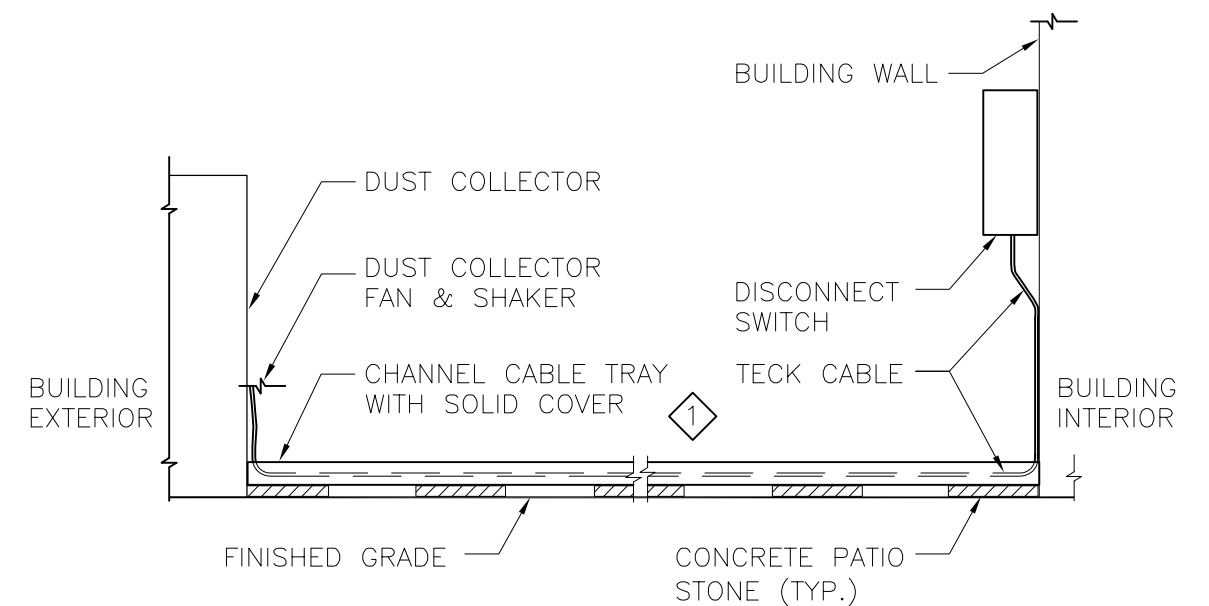 BUILDING WALL
DUST COLLECTOR
DUST COLLECTOR
FAN & SHAKER
DISCONNECT
SWITCH
CHANNEL CABLE TRAY
WITH SOLID COVER
TECK CABLE
BUILDING
EXTERIOR
1
BUILDING
INTERIOR
FINISHED GRADE
CONCRETE PATIO
STONE (TYP.)